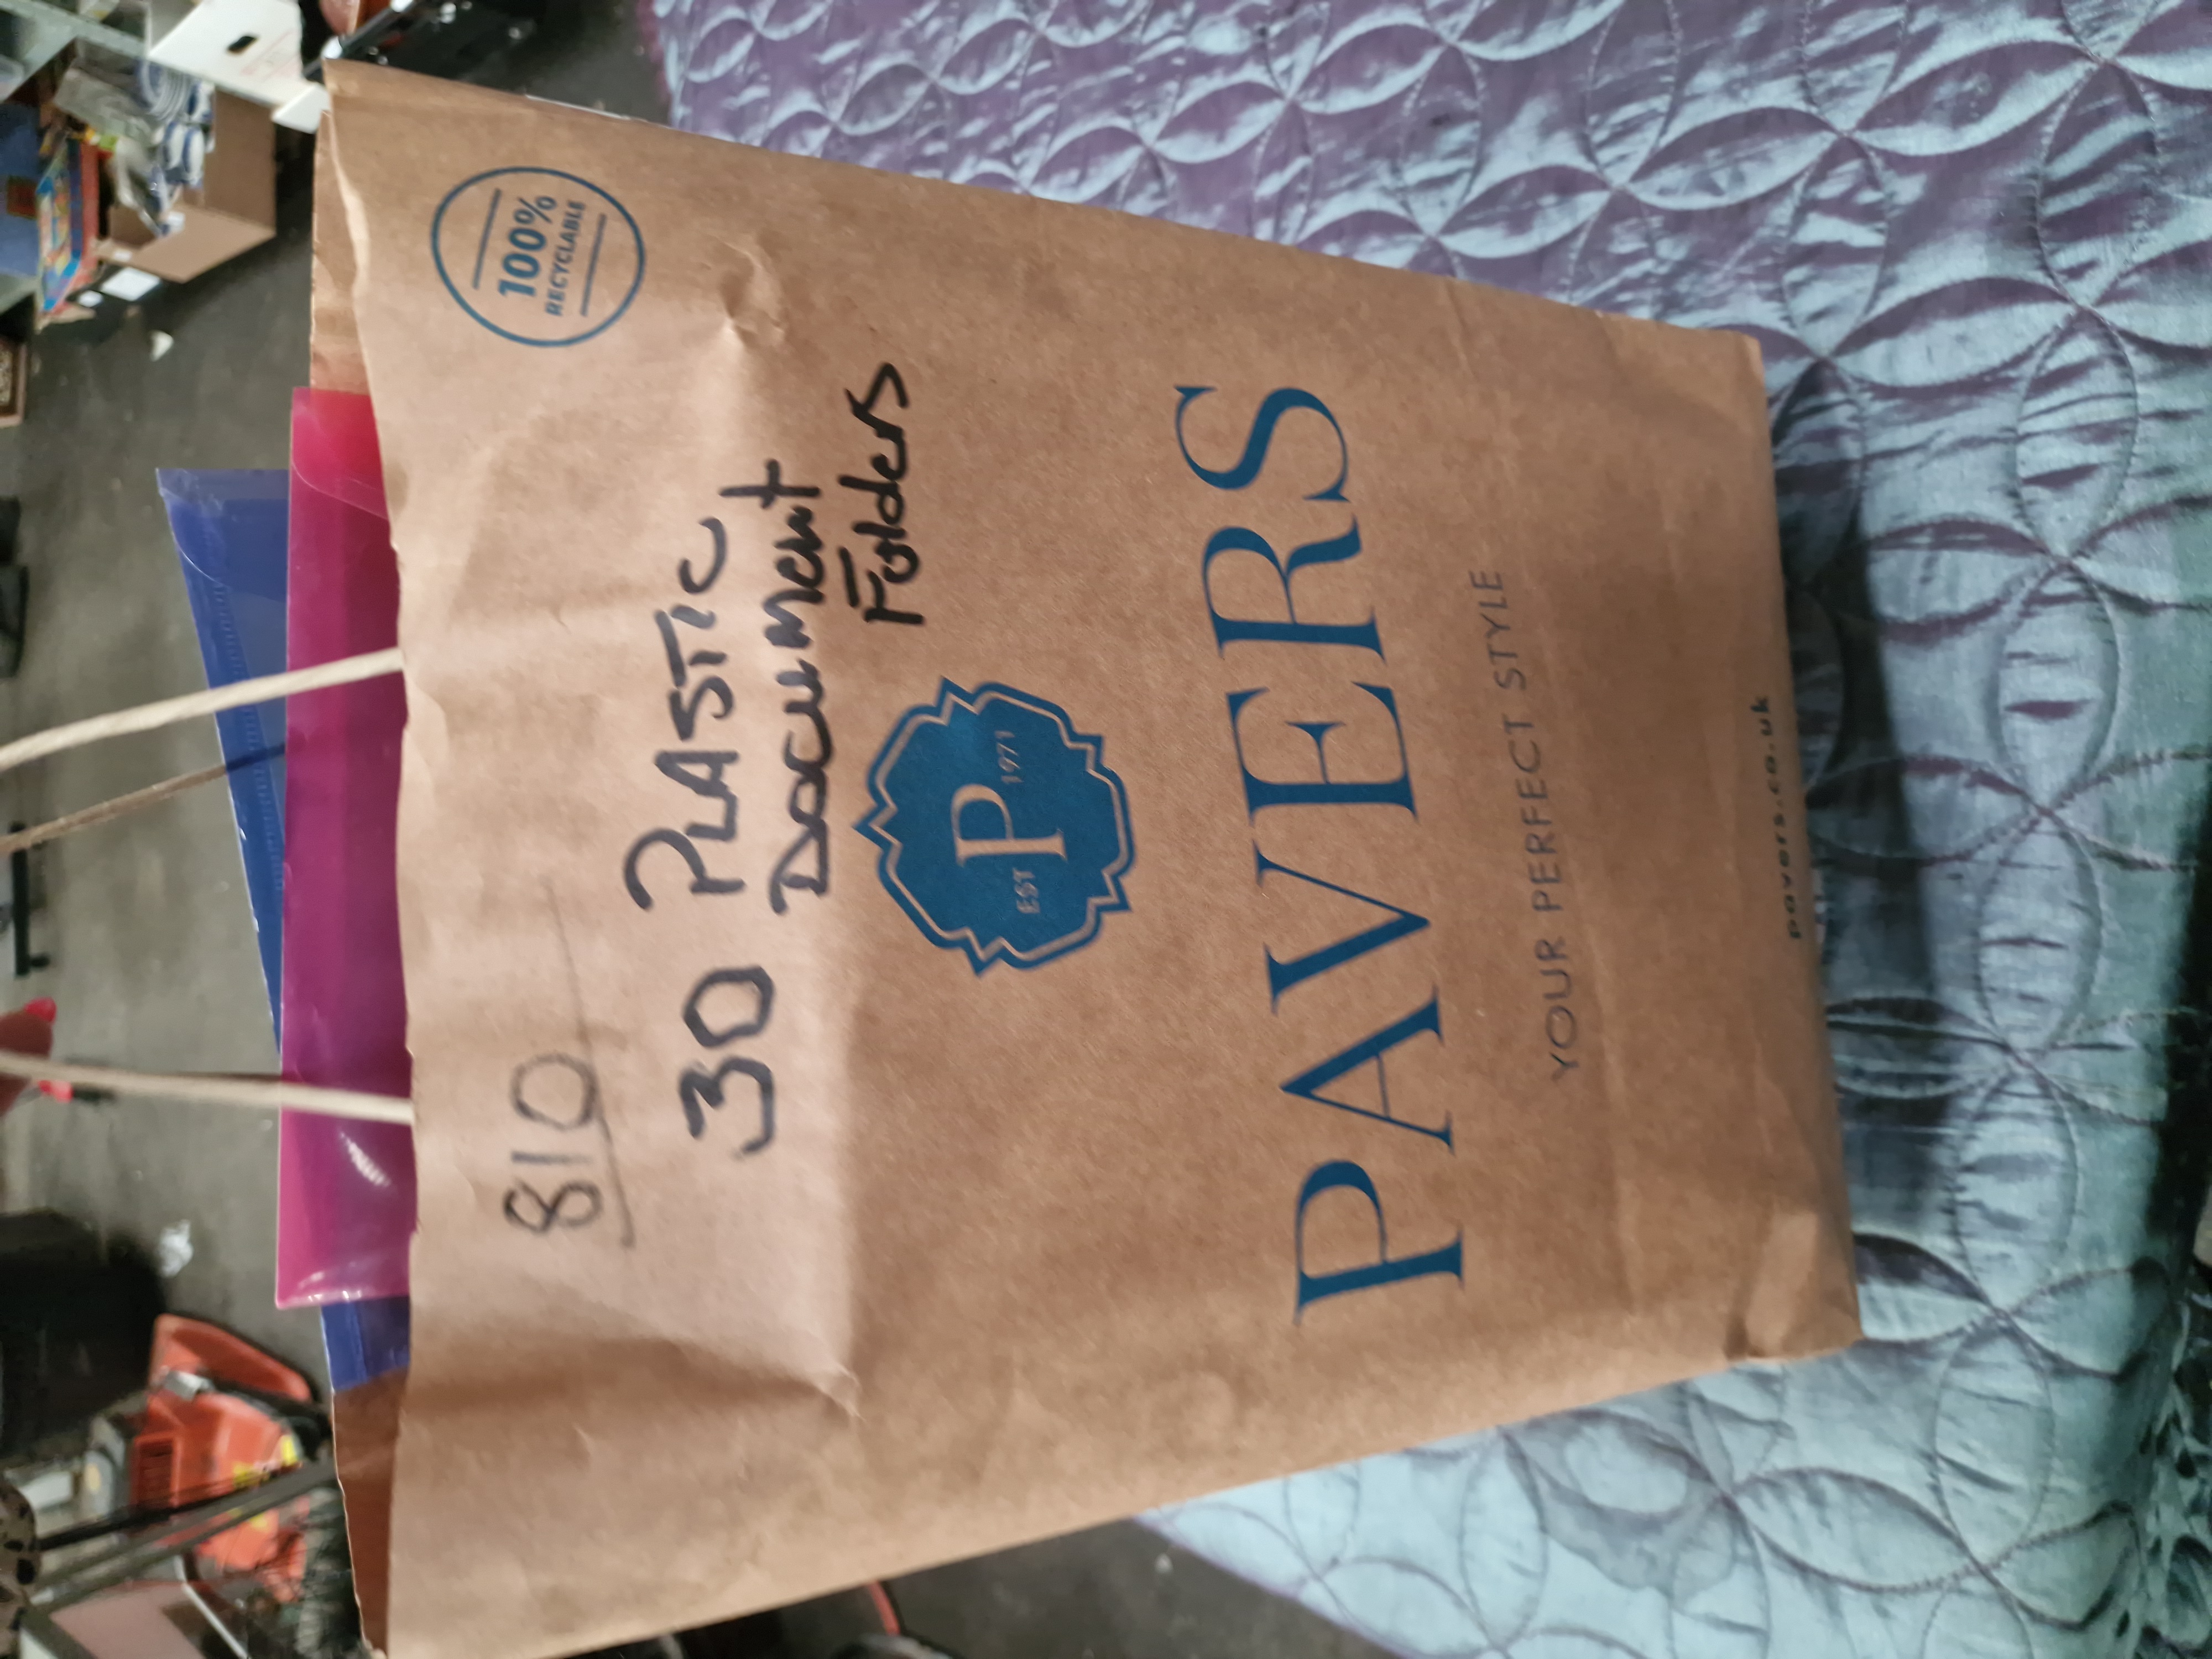 100%
RECYCLABLE
810
30 PLASTIC
Document
Folders
P
EST 1971
PAVERS
YOUR PERFECT STYLE
pavers.co.uk